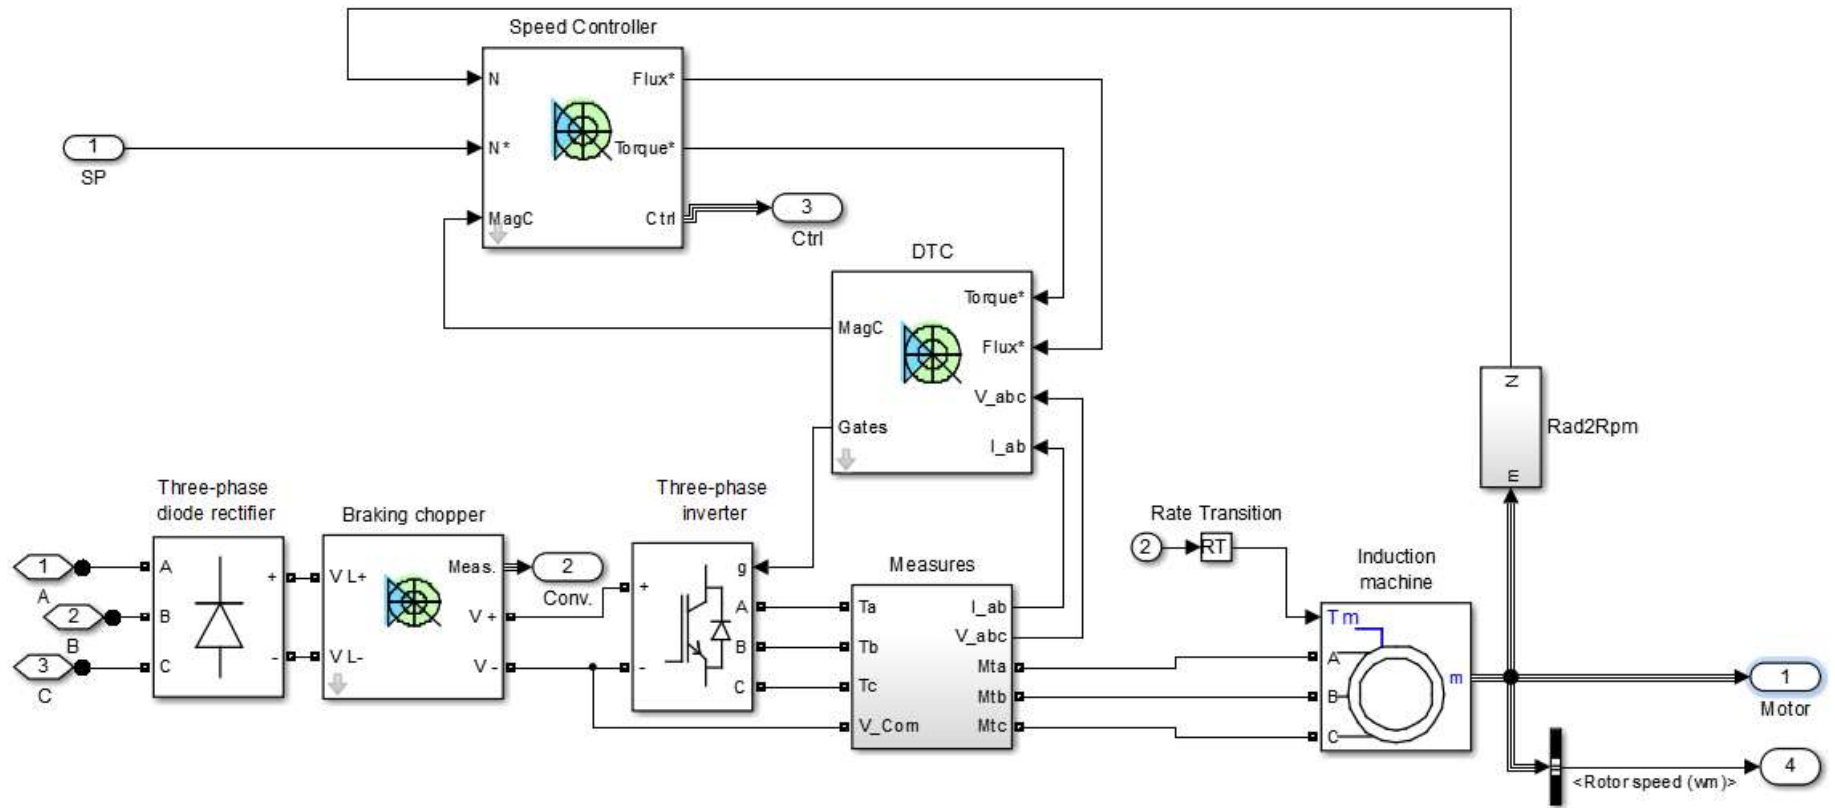 Speed Controller
N
Flux*
1
SP
N*
Torque*
MagC
Ctrl
3
Ctrl
DTC
Torque*
MagC
Flux*
V_abc
Gates
I_ab
N
Rad2Rpm
m
Three-phase
diode rectifier
Braking chopper
Three-phase
inverter
Rate Transition
2
RT
1
A
2
B
3
C
A
B
C
+
-
V L+
V L-
Meas.
V +
V -
2
Conv.
+
-
g
A
B
C
Measures
Ta
Tb
Tc
V_Com
I_ab
V_abc
Mta
Mtb
Mtc
Induction
machine
Tm
A
B
C
m
1
Motor
<Rotor speed (wm)>
4